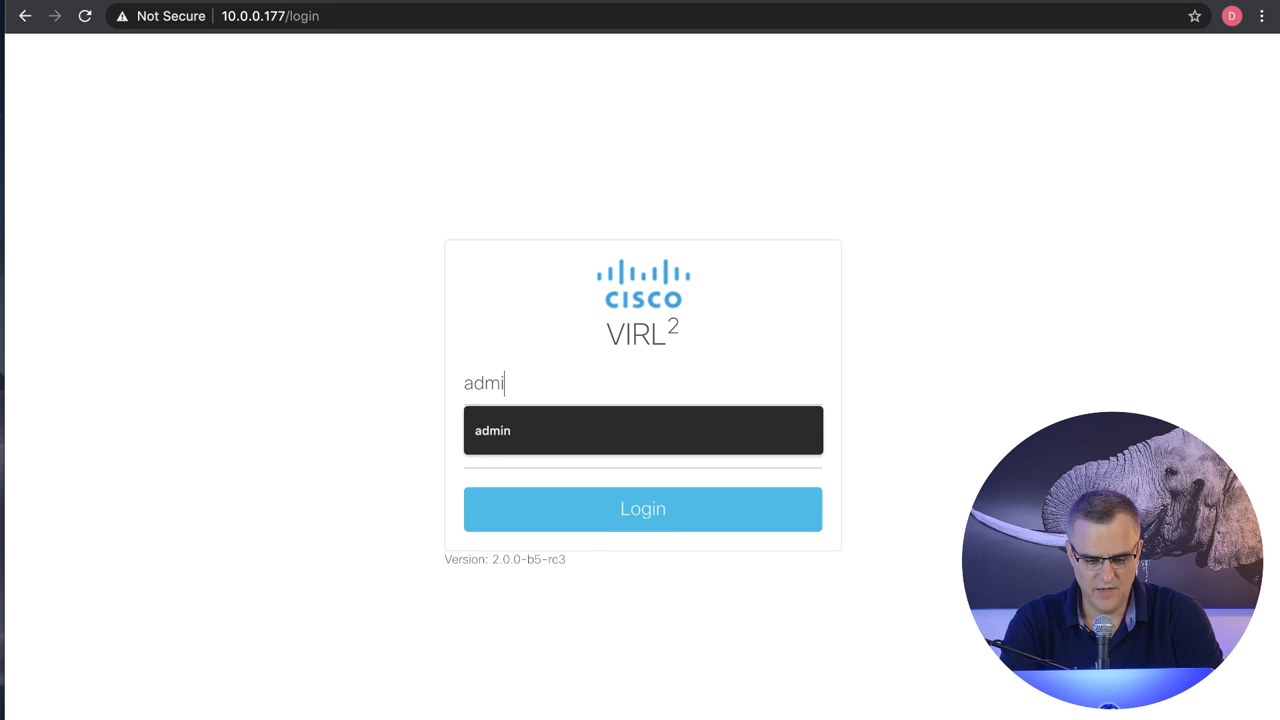 Not Secure | 10.0.0.177/login
D
CISCO
VIRL²
admi
admin
Login
Version: 2.0.0-b5-rc3